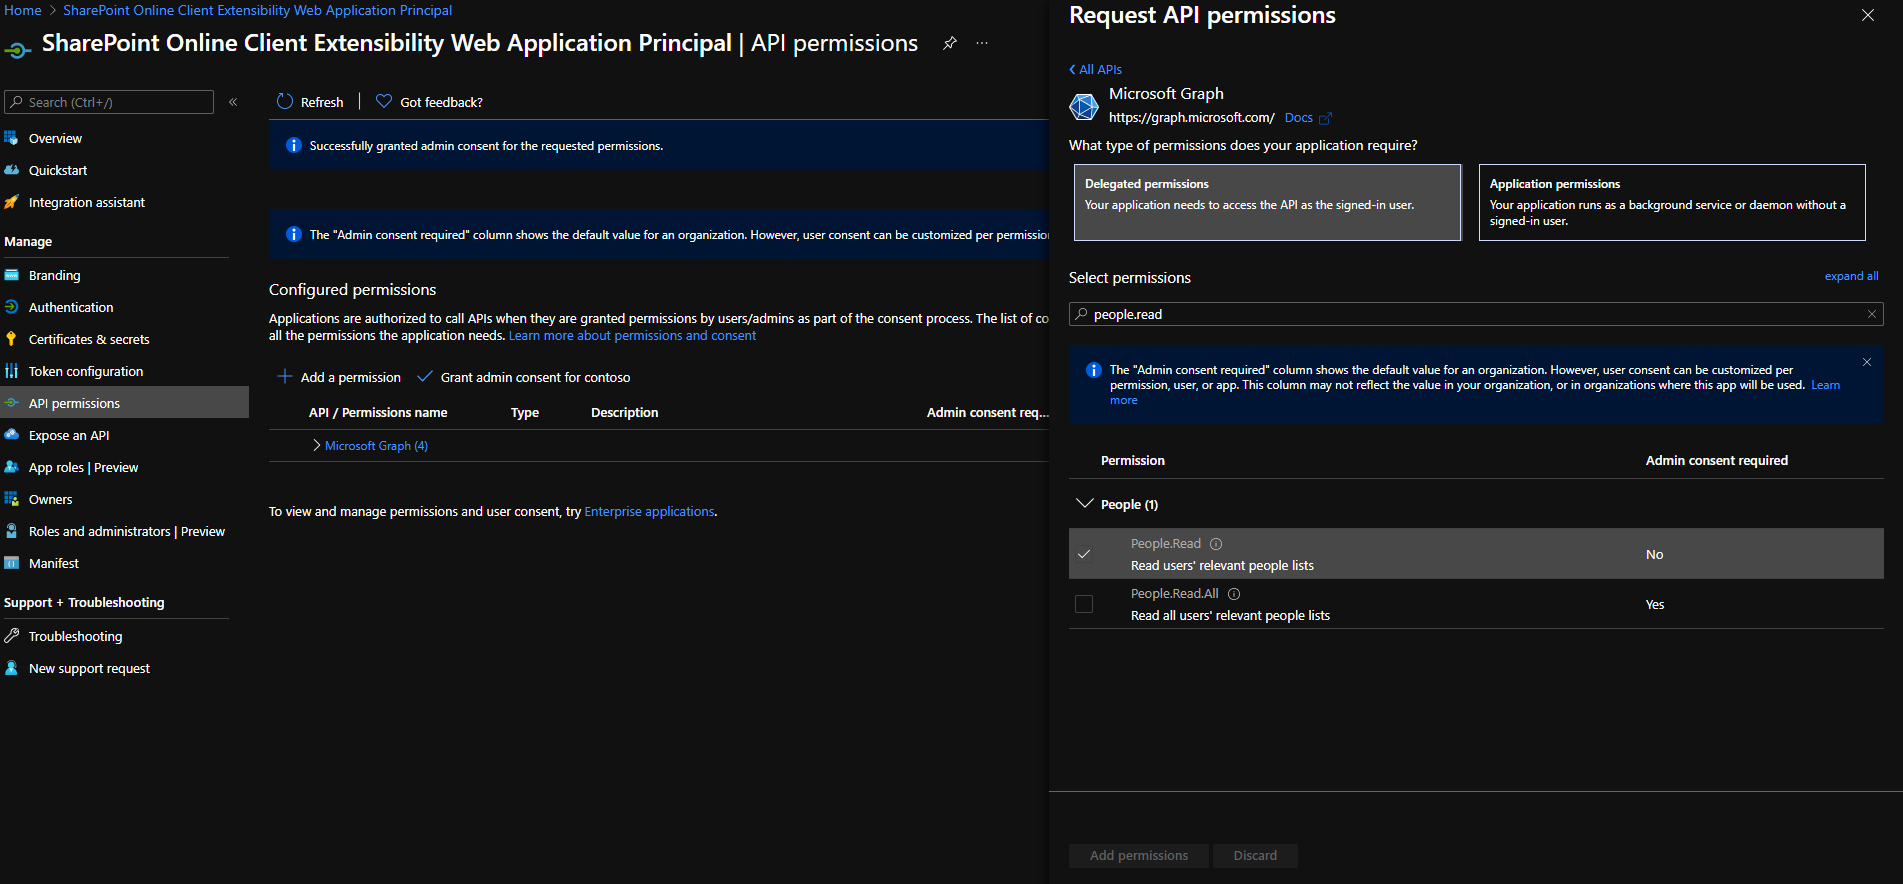 Home > SharePoint Online Client Extensibility Web Application Principal
SharePoint Online Client Extensibility Web Application Principal | API permissions
Search (Ctrl+/)
Overview
Quickstart
Integration assistant
Manage
Branding
Authentication
Certificates & secrets
Token configuration
API permissions
Expose an API
App roles | Preview
Owners
Roles and administrators | Preview
Manifest
Support + Troubleshooting
Troubleshooting
New support request
Refresh | Got feedback?
Successfully granted admin consent for the requested permissions.
The "Admin consent required" column shows the default value for an organization. However, user consent can be customized per permissio
Configured permissions
Applications are authorized to call APIs when they are granted permissions by users/admins as part of the consent process. The list of co
all the permissions the application needs. Learn more about permissions and consent
Add a permission Grant admin consent for contoso
API / Permissions name Type Description Admin consent req...
Microsoft Graph (4)
To view and manage permissions and user consent, try Enterprise applications.
Request API permissions
All APIs
Microsoft Graph
https://graph.microsoft.com/ Docs
What type of permissions does your application require?
Delegated permissions
Your application needs to access the API as the signed-in user.
Application permissions
Your application runs as a background service or daemon without a
signed-in user.
Select permissions
expand all
people.read
The "Admin consent required" column shows the default value for an organization. However, user consent can be customized per
permission, user, or app. This column may not reflect the value in your organization, or in organizations where this app will be used. Learn
more
Permission Admin consent required
People (1)
People.Read
Read users' relevant people lists
No
People.Read.All
Read all users' relevant people lists
Yes
Add permissions Discard